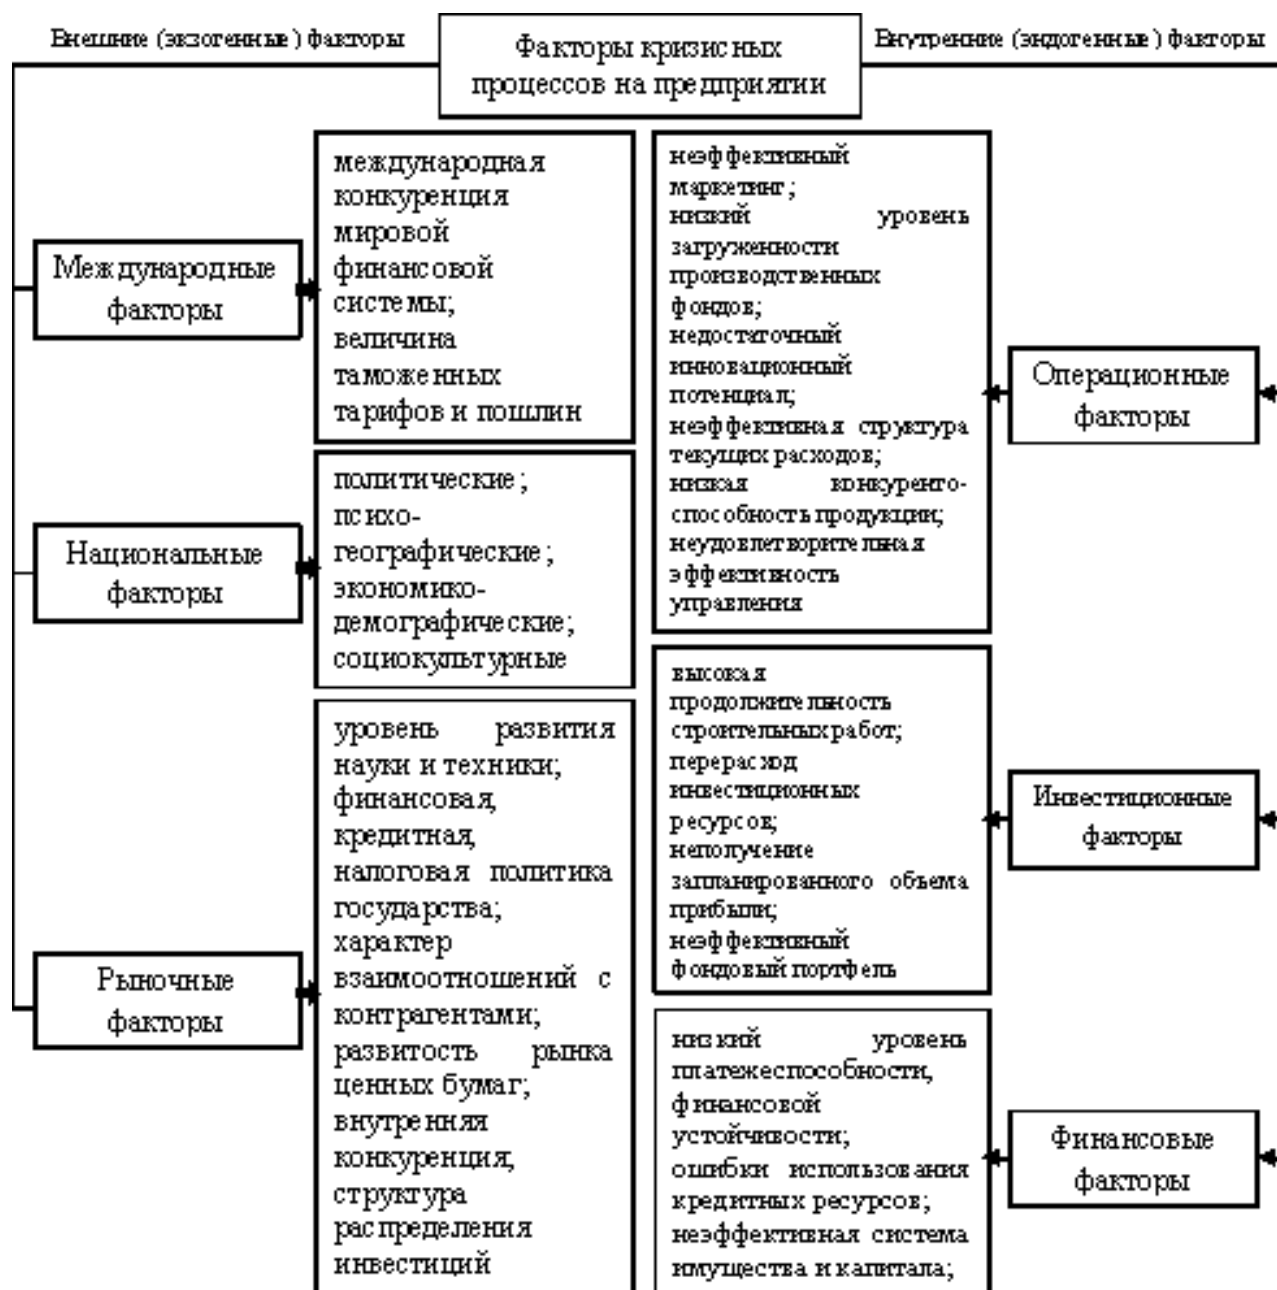 Внешние (экзогенные) факторы
Факторы кризисных
процессов на предприятии
Внутренние (эндогенные) факторы
Международные
факторы
международная
конкуренция
мировой
финансовой
системы;
величина
таможенных
тарифов и пошлин
Национальные
факторы
политические;
психо-
географические;
экономико-
демографические;
социокультурные
Рыночные
факторы
уровень развития
науки и техники;
финансовая,
кредитная,
налоговая политика
государства;
характер
взаимоотношений с
контрагентами;
развитость рынка
ценных бумаг;
внутренняя
конкуренция;
структура
распределения
инвестиций
неэффективный
маркетинг;
низкий уровень
загруженности
производственных
фондов;
недостаточный
инновационный
потенциал;
неэффективная структура
текущих расходов;
низкая конкуренто-
способность продукции;
неудовлетворительная
эффективность
управления
Операционные
факторы
высокая
продолжительность
строительных работ;
перерасход
инвестиционных
ресурсов;
неполучение
запланированного объема
прибыли;
неэффективный
фондовый портфель
Инвестиционные
факторы
низкий уровень
платежеспособности,
финансовой
устойчивости;
ошибки использования
кредитных ресурсов;
неэффективная система
имущества и капитала;
Финансовые
факторы